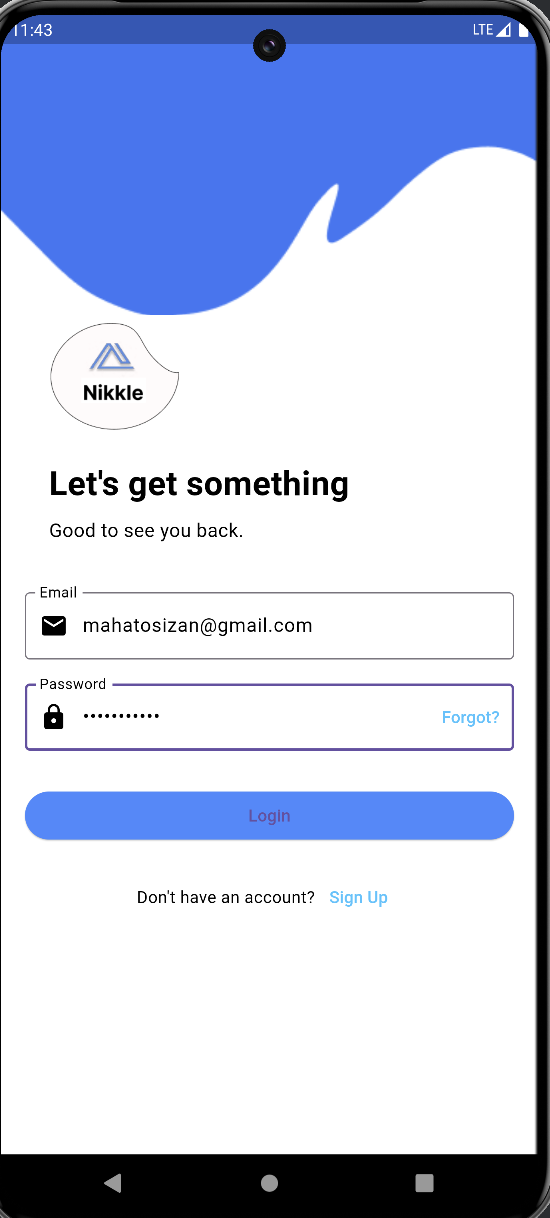 11:43
LTE
Nikkle
Let's get something
Good to see you back.
Email
mahatosizan@gmail.com
Password
•••••••••••
Forgot?
Login
Don't have an account? Sign Up